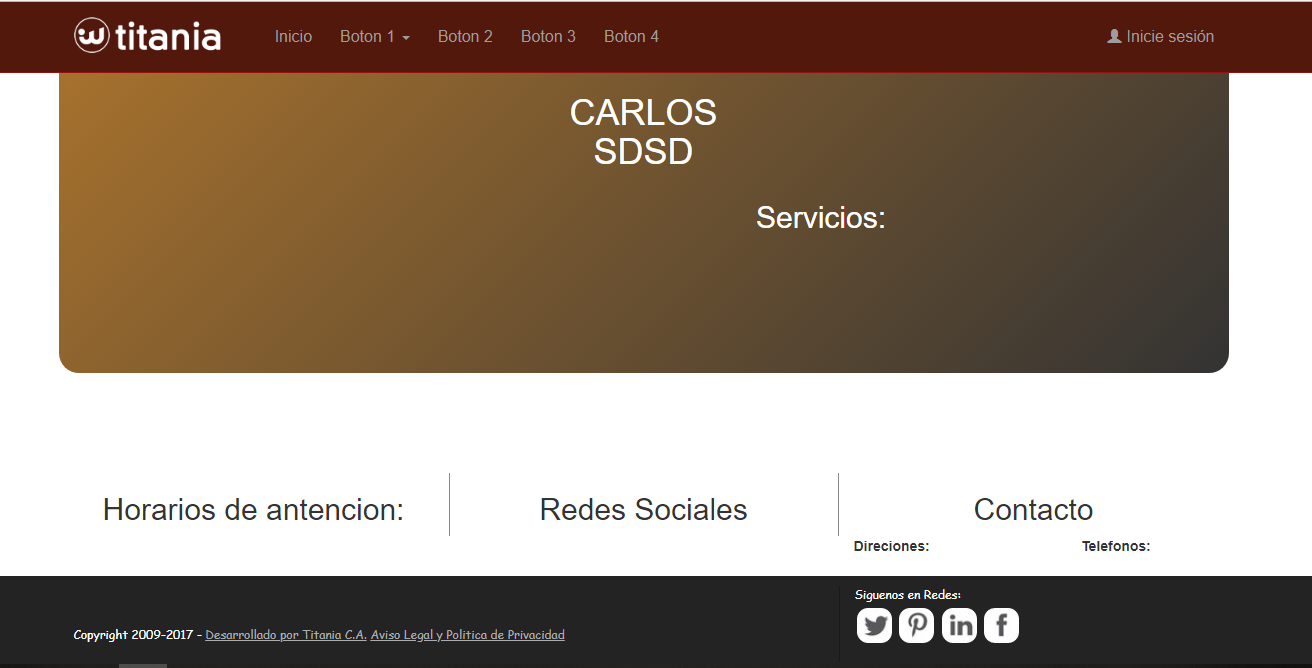 titania
Inicio
Boton 1
Boton 2
Boton 3
Boton 4
Inicie sesión
CARLOS
SDSD
Servicios:
Horarios de antencion:
Redes Sociales
Contacto
Direciones:
Telefonos:
Siguenos en Redes:
Copyright 2009-2017 - Desarrollado por Titania C.A. Aviso Legal y Politica de Privacidad